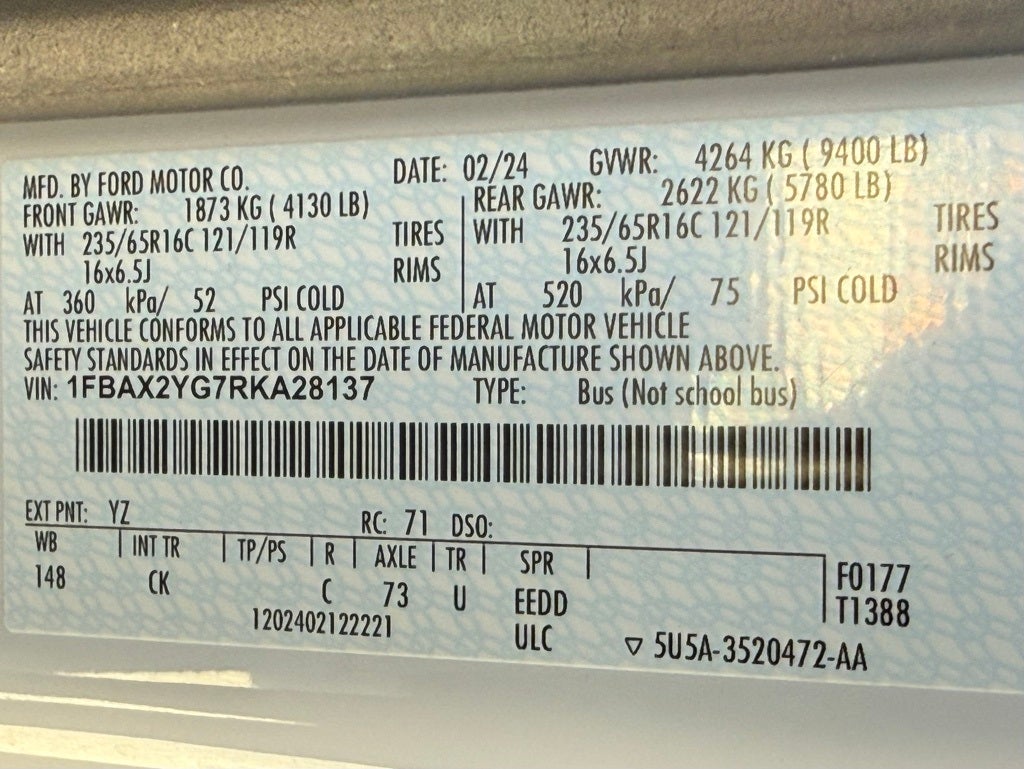 MFD. BY FORD MOTOR CO. DATE: 02/24 GVWR: 4264 KG ( 9400 LB)
FRONT GAWR: 1873 KG ( 4130 LB) REAR GAWR: 2622 KG ( 5780 LB)
WITH 235/65R16C 121/119R TIRES WITH 235/65R16C 121/119R TIRES
16x6.5J RIMS 16x6.5J RIMS
AT 360 kPa/ 52 PSI COLD AT 520 kPa/ 75 PSI COLD
THIS VEHICLE CONFORMS TO ALL APPLICABLE FEDERAL MOTOR VEHICLE
SAFETY STANDARDS IN EFFECT ON THE DATE OF MANUFACTURE SHOWN ABOVE.
VIN: 1FBAX2YG7RKA28137 TYPE: Bus (Not school bus)
EXT PNT: YZ RC: 71 DSO:
WB INT TR TP/PS R AXLE TR SPR
148 CK C 73 U EEDD F0177
1202402122221 ULC T1388
▽ 5U5A-3520472-AA